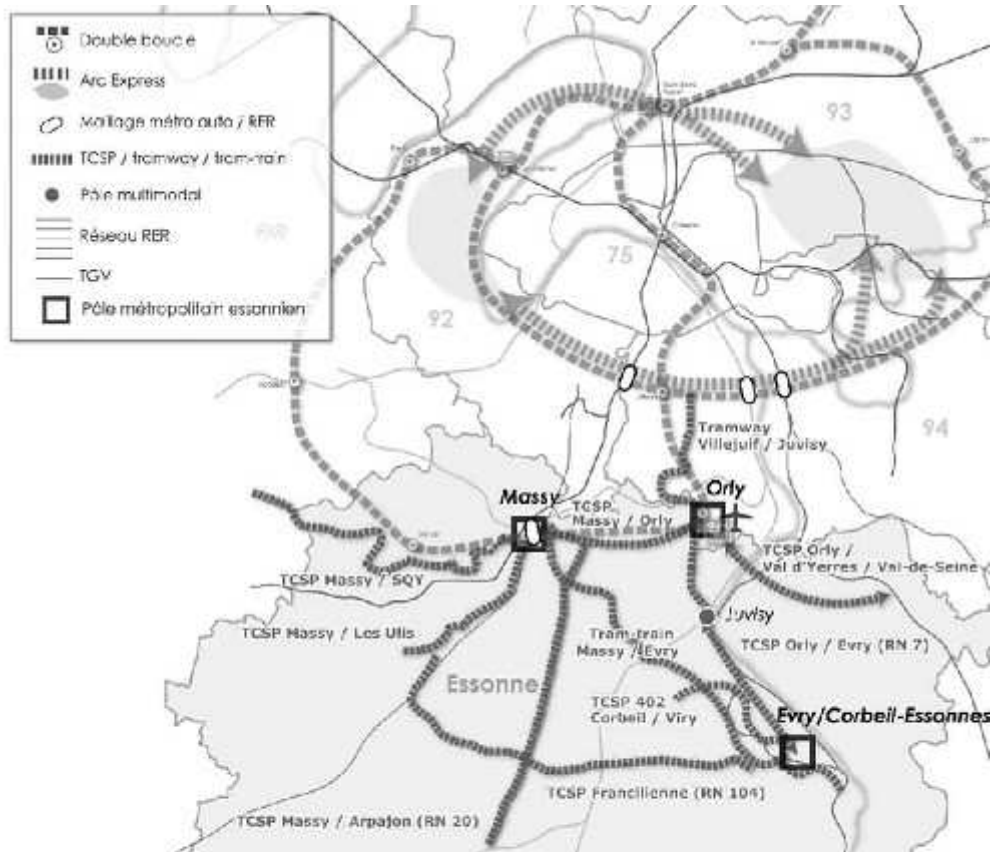 Double boucle
Arc Express
Maillage métro auto / RER
TCSP / tramway / tram-train
Pôle multimodal
Réseau RER
TGV
Pôle métropolitain essonnien
93
75
92
94
Tramway
Villejuif / Juvisy
Massy
Orly
TCSP
Massy / Orly
TCSP Orly /
Val d'Yerres / Val-de-Seine
TCSP Massy / SQY
Juvisy
TCSP Massy / Les Ulis
Tram-train
Massy / Evry
TCSP Orly / Evry (RN 7)
Essonne
TCSP 402
Corbeil / Viry
Evry/Corbeil-Essonnes
TCSP Francilienne (RN 104)
TCSP Massy / Arpajon (RN 20)